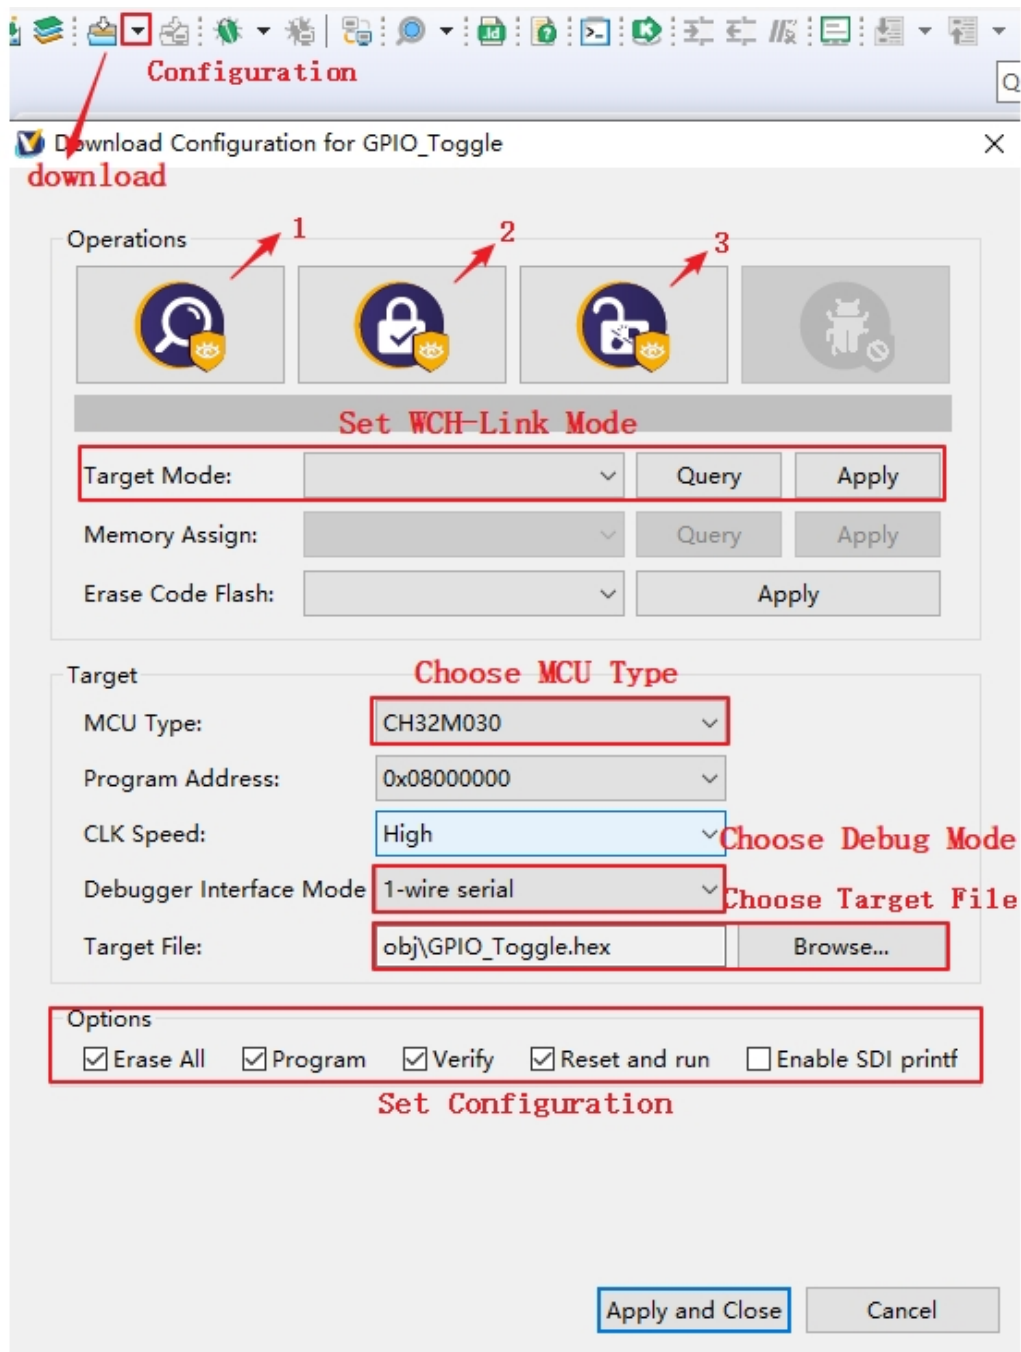 .Id
Configuration
Q
Download Configuration for GPIO_Toggle
download
1
2
3
Operations
Set WCH-Link Mode
Target Mode:
Query
Apply
Memory Assign:
Query
Apply
Erase Code Flash:
Apply
Target
Choose MCU Type
MCU Type:
CH32M030
Program Address:
0x08000000
CLK Speed:
High
Choose Debug Mode
Debugger Interface Mode
1-wire serial
Choose Target File
Target File:
obj\GPIO_Toggle.hex
Browse...
Options
Erase All
Program
Verify
Reset and run
Enable SDI printf
Set Configuration
Apply and Close
Cancel